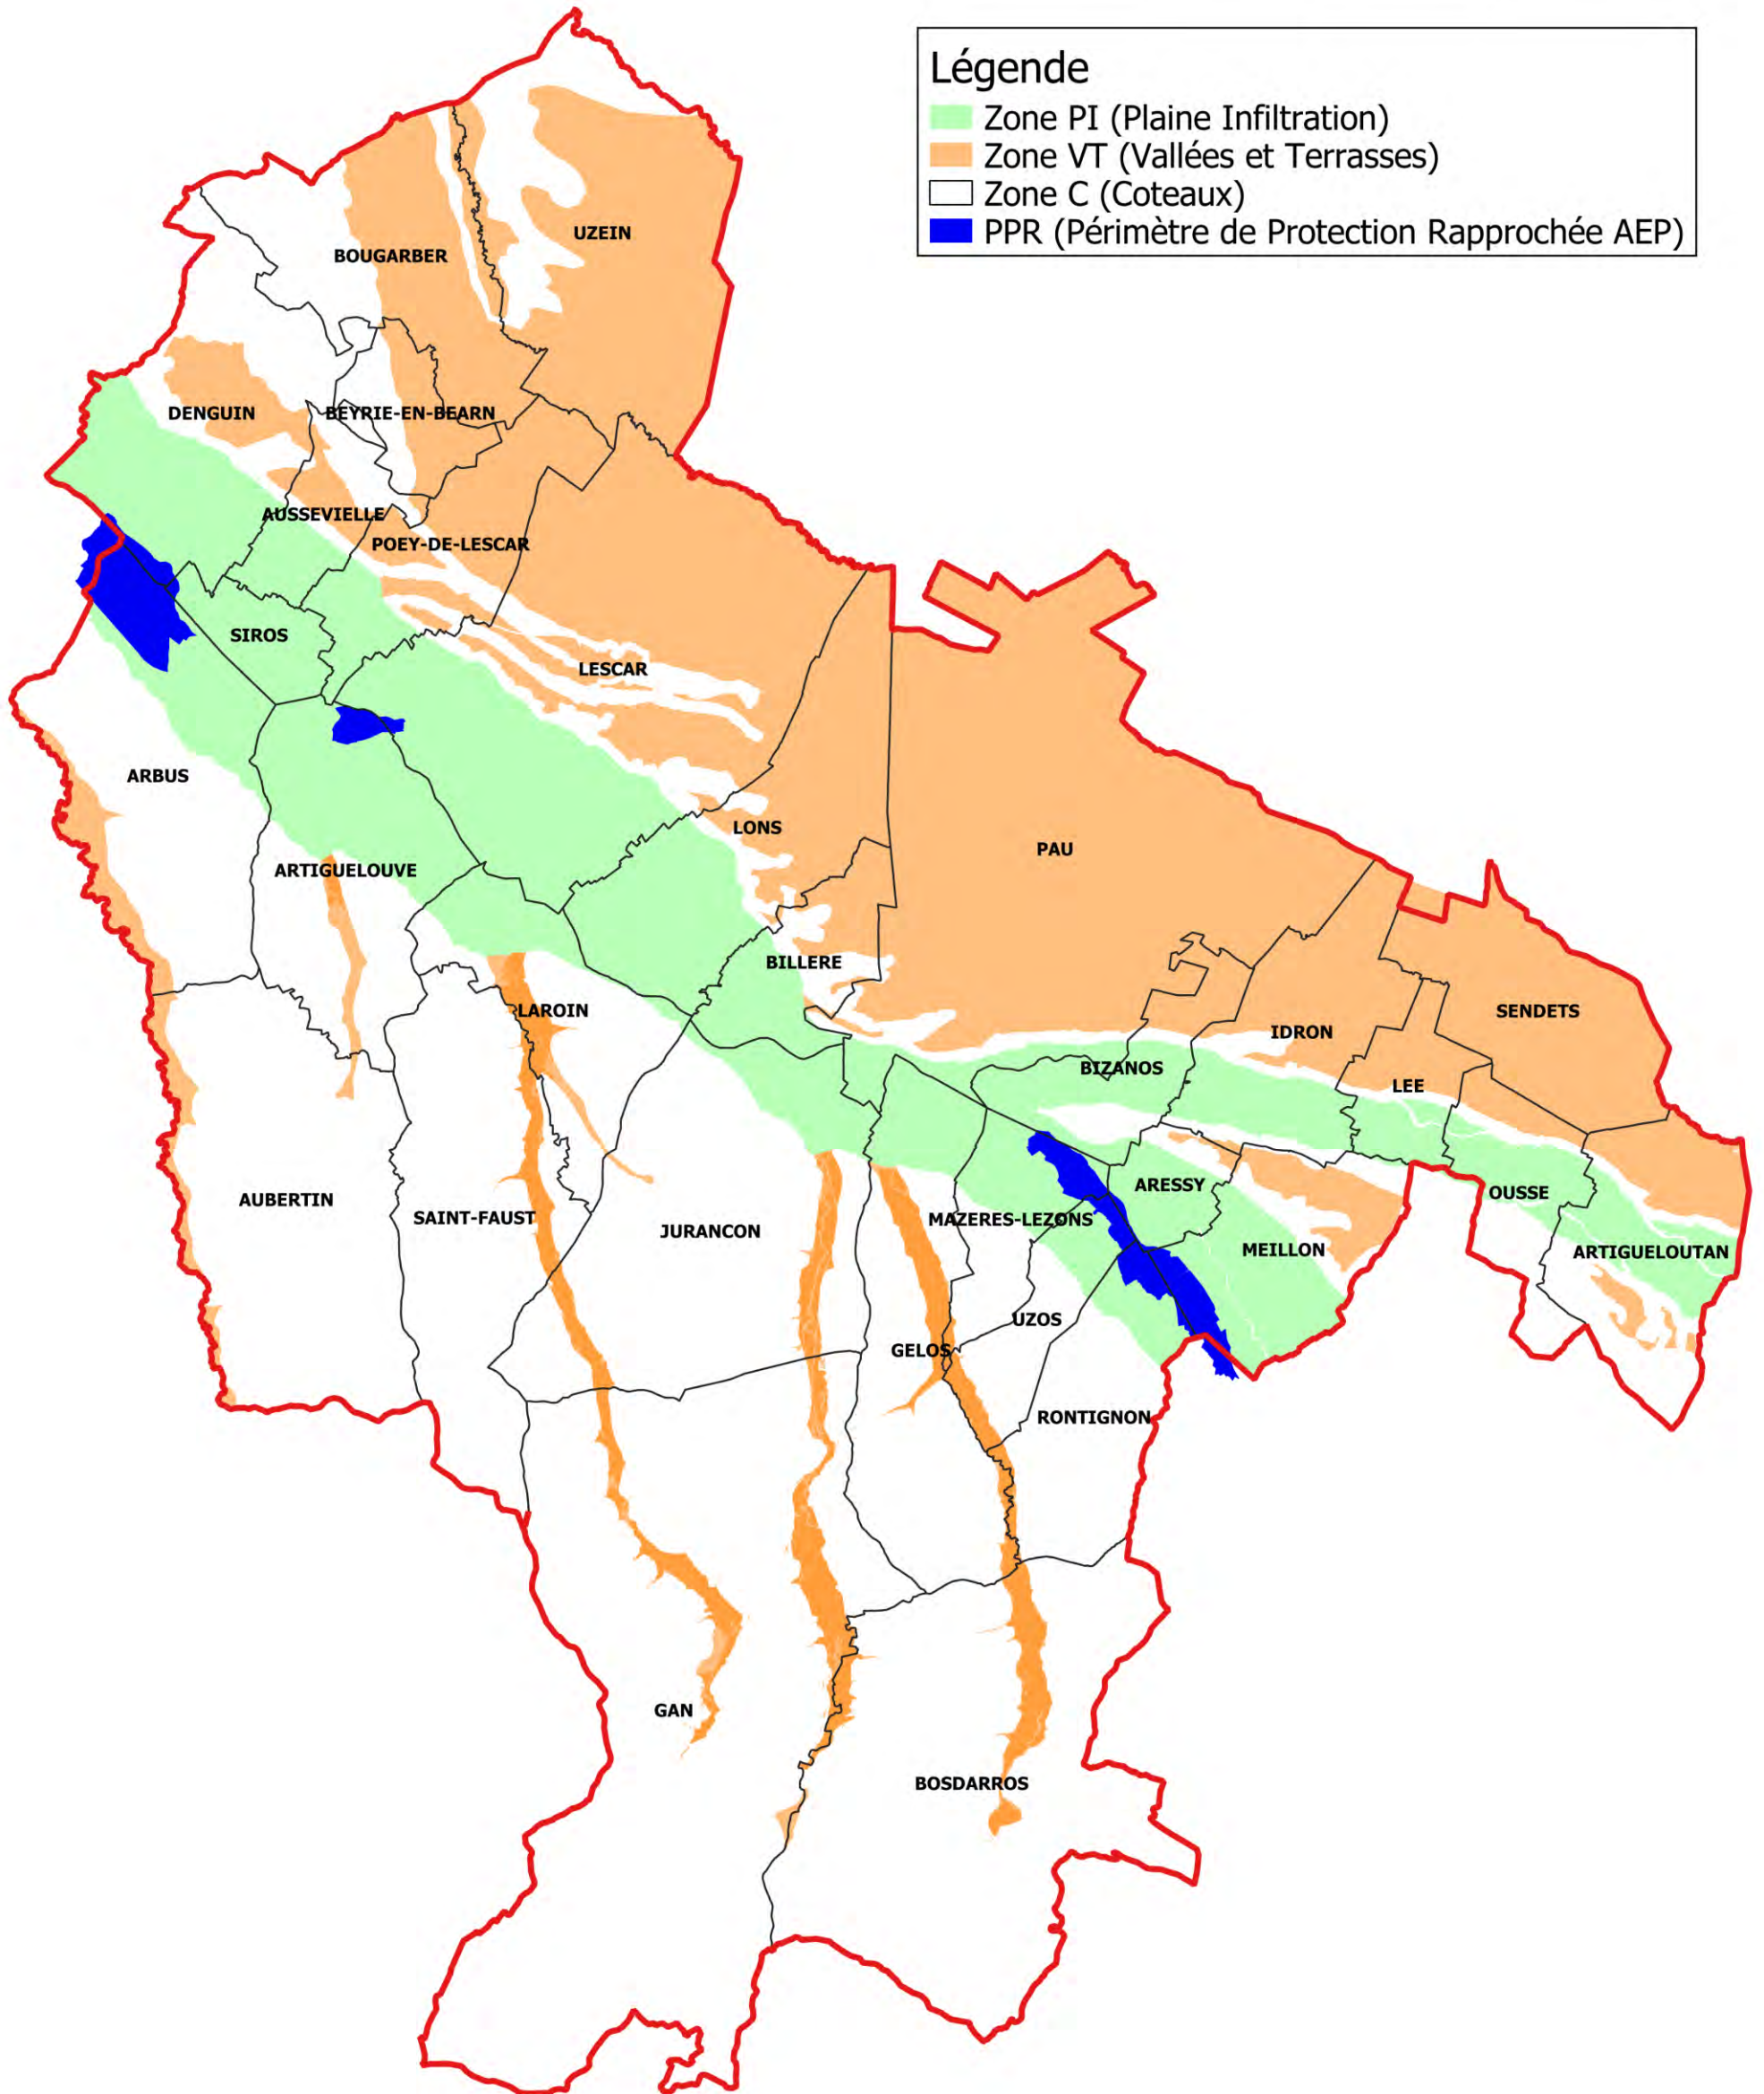 Légende
Zone PI (Plaine Infiltration)
Zone VT (Vallées et Terrasses)
Zone C (Coteaux)
PPR (Périmètre de Protection Rapprochée AEP)
UZEIN
BOUGARBER
DENGUIN
BEYRIE-EN-BEARN
AUSSEVIELLE
POEY-DE-LESCAR
SIROS
LESCAR
ARBUS
LONS
PAU
ARTIGUELOUVE
BILLERE
LAROIN
SENDETS
IDRON
BIZANOS
LEE
ARESSY
OUSSE
AUBERTIN
SAINT-FAUST
MAZERES-LEZONS
JURANCON
MEILLON
ARTIGUELOUTAN
UZOS
GELOS
RONTIGNON
GAN
BOSDARROS